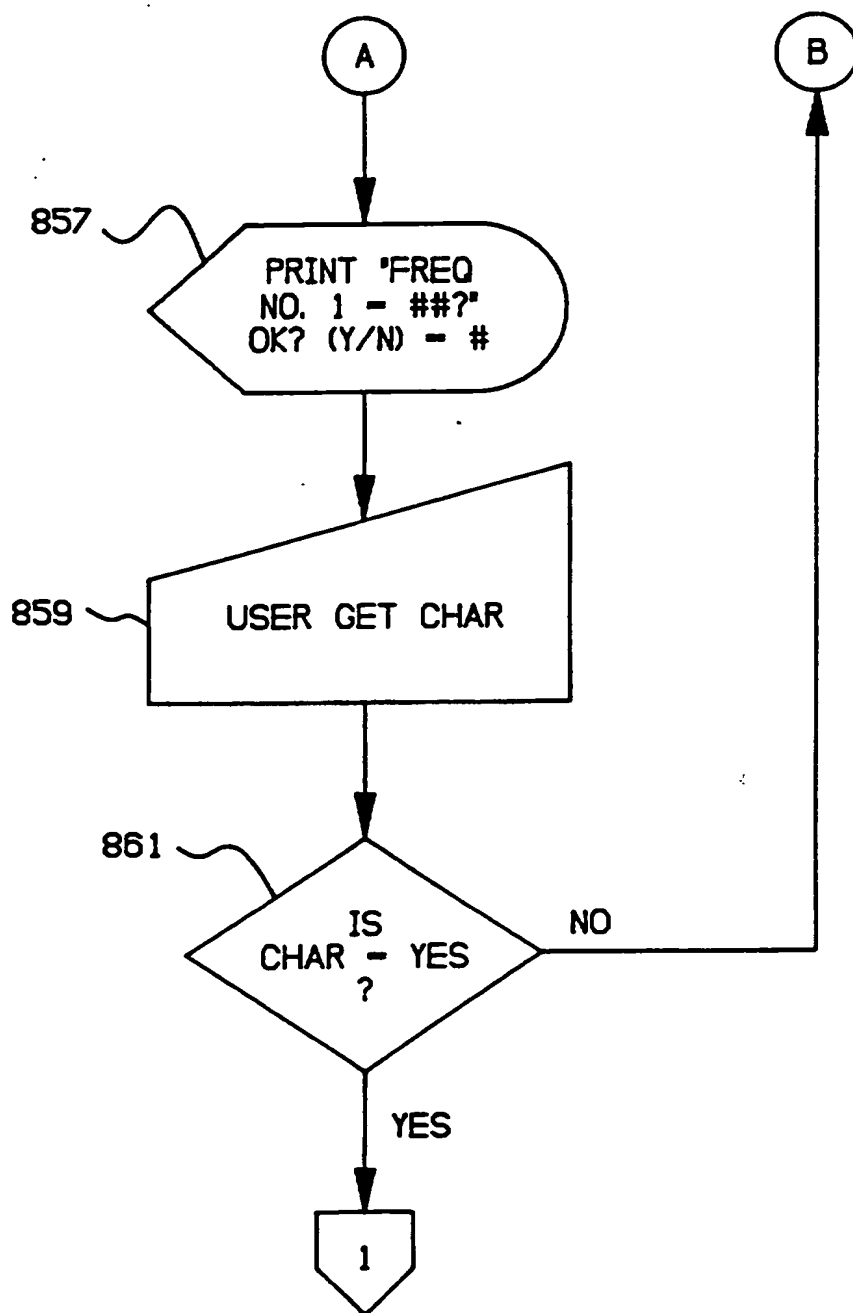 A
B
857
PRINT "FREQ
NO. 1 - ##?"
OK? (Y/N) - #
859
USER GET CHAR
861
IS
CHAR - YES
?
NO
YES
1